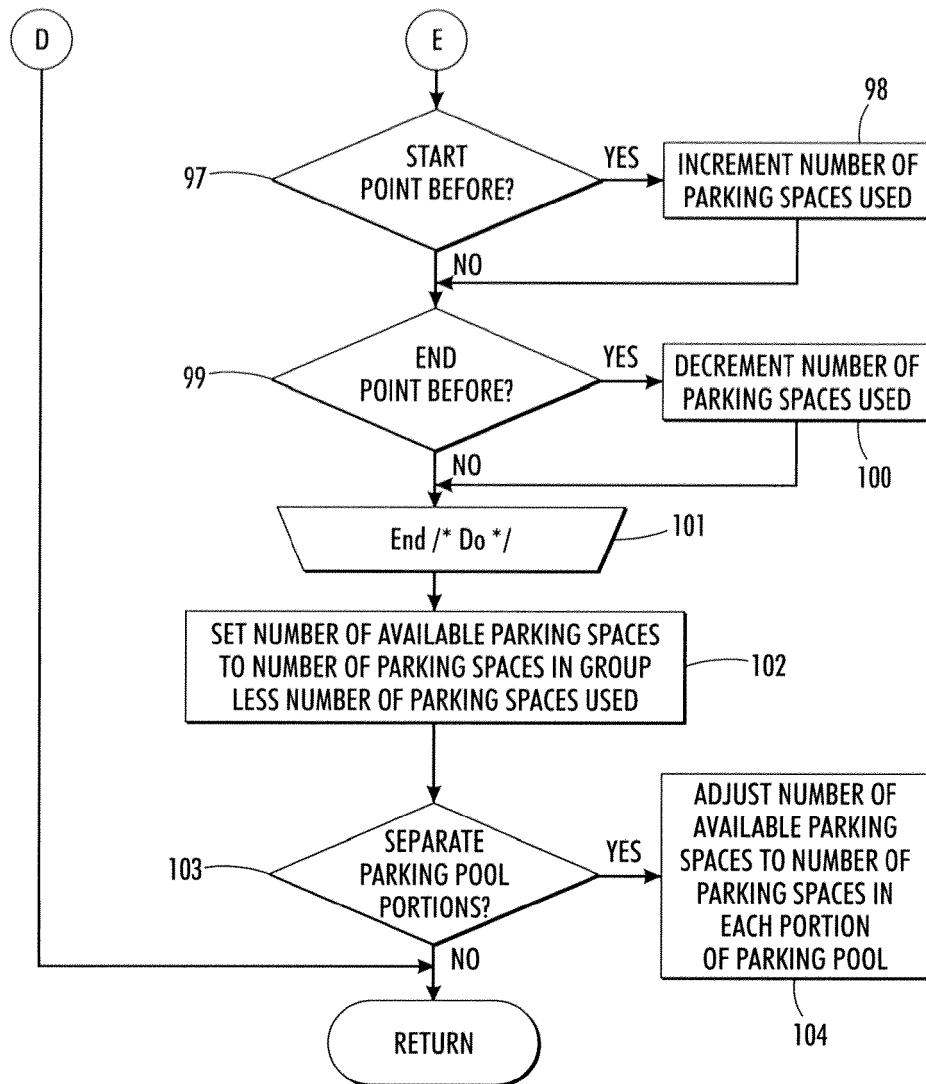 D
E
98
START
POINT BEFORE?
97
YES
INCREMENT NUMBER OF
PARKING SPACES USED
NO
END
POINT BEFORE?
99
YES
DECREMENT NUMBER OF
PARKING SPACES USED
100
NO
End /* Do */
101
SET NUMBER OF AVAILABLE PARKING SPACES
TO NUMBER OF PARKING SPACES IN GROUP
LESS NUMBER OF PARKING SPACES USED
102
SEPARATE
PARKING POOL
PORTIONS?
103
YES
ADJUST NUMBER OF
AVAILABLE PARKING
SPACES TO NUMBER OF
PARKING SPACES IN
EACH PORTION
OF PARKING POOL
104
NO
RETURN